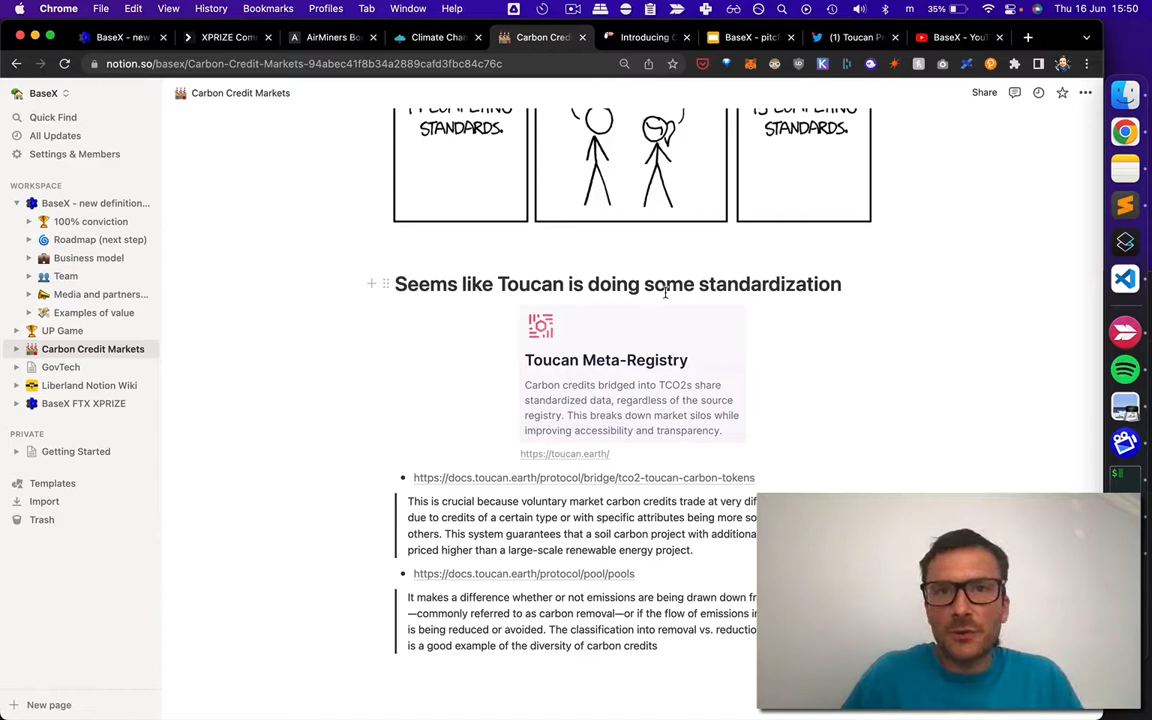 Chrome File Edit View History Bookmarks Profiles Tab Window Help m 35% Thu 16 Jun 15:50
BaseX - new XPRIZE Com AirMiners Bo Climate Chan Carbon Cred Introducing C BaseX - pitch (1) Toucan Pr BaseX - YouT
notion.so/basex/Carbon-Credit-Markets-94abec41f8b34a2889cafd3fbc84c76c
BaseX
Carbon Credit Markets
Share
Quick Find
All Updates
Settings & Members
WORKSPACE
BaseX - new definition...
100% conviction
Roadmap (next step)
Business model
Team
Media and partners...
Examples of value
UP Game
Carbon Credit Markets
GovTech
Liberland Notion Wiki
BaseX FTX XPRIZE
PRIVATE
Getting Started
Templates
Import
Trash
New page
STANDARDS.
STANDARDS.
Seems like Toucan is doing some standardization
Toucan Meta-Registry
Carbon credits bridged into TCO2s share
standardized data, regardless of the source
registry. This breaks down market silos while
improving accessibility and transparency.
https://toucan.earth/
https://docs.toucan.earth/protocol/bridge/tco2-toucan-carbon-tokens
This is crucial because voluntary market carbon credits trade at very dif
due to credits of a certain type or with specific attributes being more so
others. This system guarantees that a soil carbon project with additiona
priced higher than a large-scale renewable energy project.
https://docs.toucan.earth/protocol/pool/pools
It makes a difference whether or not emissions are being drawn down fr
—commonly referred to as carbon removal—or if the flow of emissions i
is being reduced or avoided. The classification into removal vs. reductio
is a good example of the diversity of carbon credits